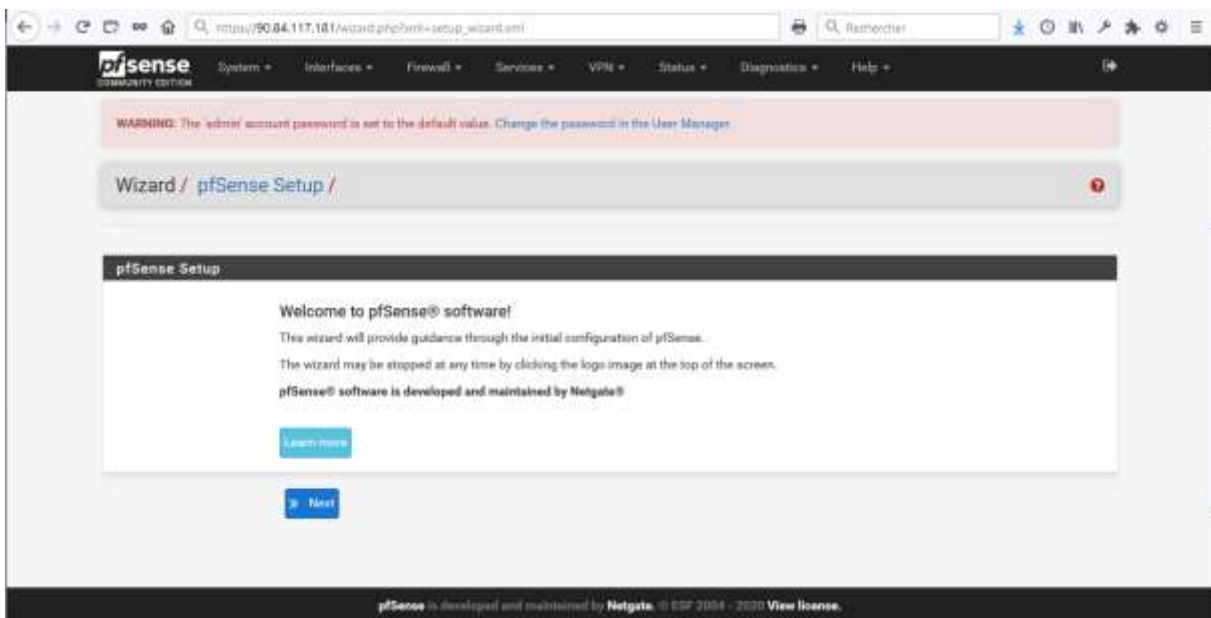 https://90.84.117.181/wizard.php?xml=setup_wizard.xml
Rechercher
pfsense
COMMUNITY EDITION
System Interfaces Firewall Services VPN Status Diagnostics Help
WARNING: The 'admin' account password is set to the default value. Change the password in the User Manager.
Wizard / pfSense Setup /
pfSense Setup
Welcome to pfSense® software!
This wizard will provide guidance through the initial configuration of pfSense.
The wizard may be stopped at any time by clicking the logo image at the top of the screen.
pfSense® software is developed and maintained by Netgate®
Learn more
Next
pfSense is developed and maintained by Netgate. © ESF 2004 - 2020 View license.